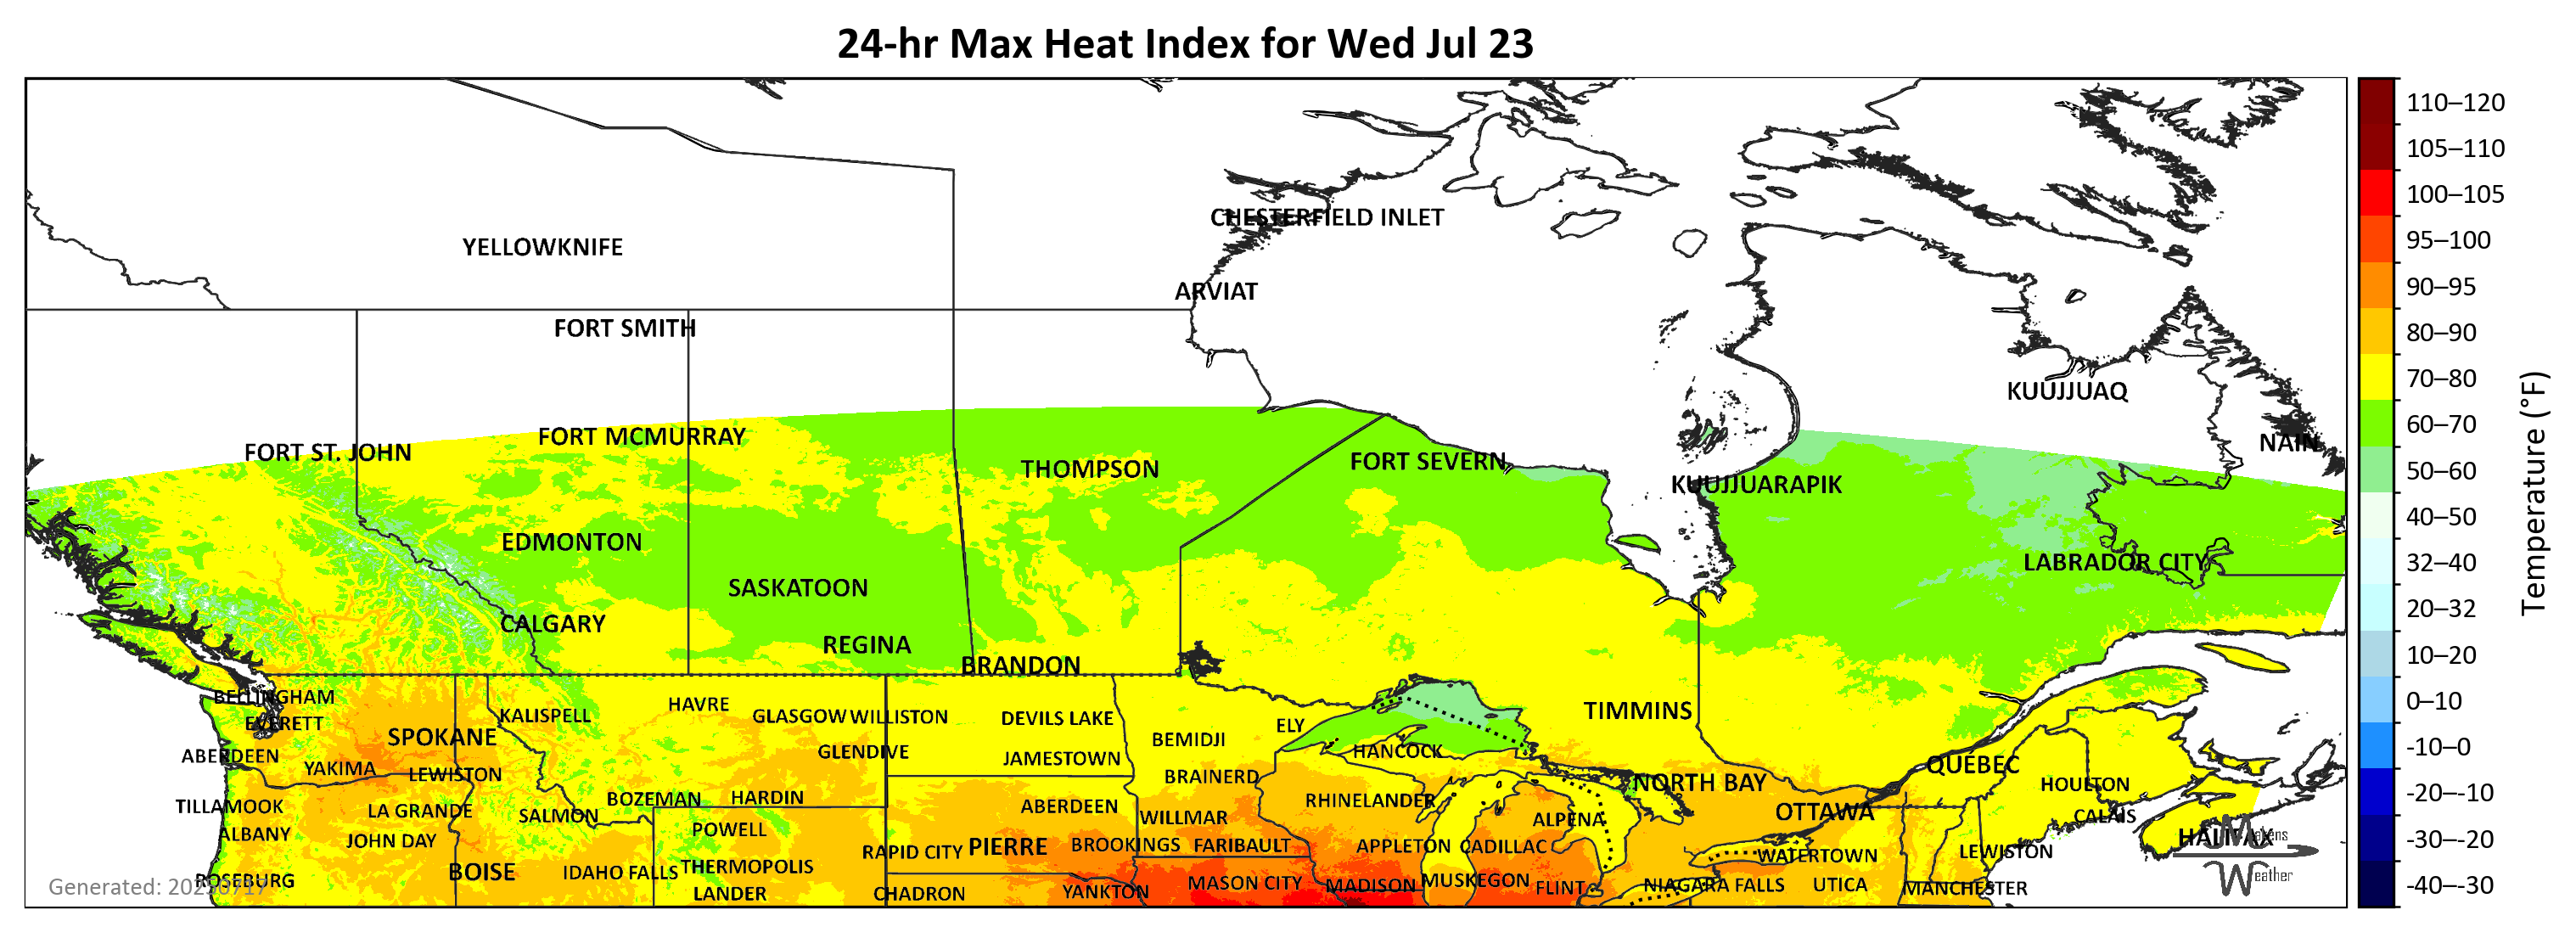 24-hr Max Heat Index for Wed Jul 23
110–120
105–110
100–105
95–100
90–95
80–90
70–80
60–70
50–60
40–50
32–40
20–32
10–20
0–10
-10–0
-20–-10
-30–-20
-40–-30
Temperature (°F)
CHESTERFIELD INLET
YELLOWKNIFE
ARVIAT
FORT SMITH
KUUJJUAQ
NAIN
FORT MCMURRAY
FORT ST. JOHN
THOMPSON
FORT SEVERN
KUUJJUARAPIK
EDMONTON
LABRADOR CITY
SASKATOON
CALGARY
REGINA
BRANDON
BELLINGHAM
HAVRE
KALISPELL
GLASGOW
WILLISTON
DEVILS LAKE
TIMMINS
EVERETT
ELY
SPOKANE
BEMIDJI
ABERDEEN
GLENDIVE
JAMESTOWN
HANCOCK
YAKIMA
LEWISTON
BRAINERD
QUÉBEC
NORTH BAY
HOULTON
TILLAMOOK
LA GRANDE
BOZEMAN
HARDIN
ABERDEEN
RHINELANDER
OTTAWA
SALMON
WILLMAR
ALPENA
CALAIS
ALBANY
JOHN DAY
POWELL
HALIFAX
PIERRE
BROOKINGS
FARIBAULT
APPLETON
CADILLAC
RAPID CITY
WATERTOWN
LEWISTON
BOISE
IDAHO FALLS
THERMOPOLIS
ROSEBURG
MASON CITY
MADISON
MUSKEGON
FLINT
NIAGARA FALLS
UTICA
MANCHESTER
LANDER
CHADRON
YANKTON
Generated: 20250717
Makens
Weather